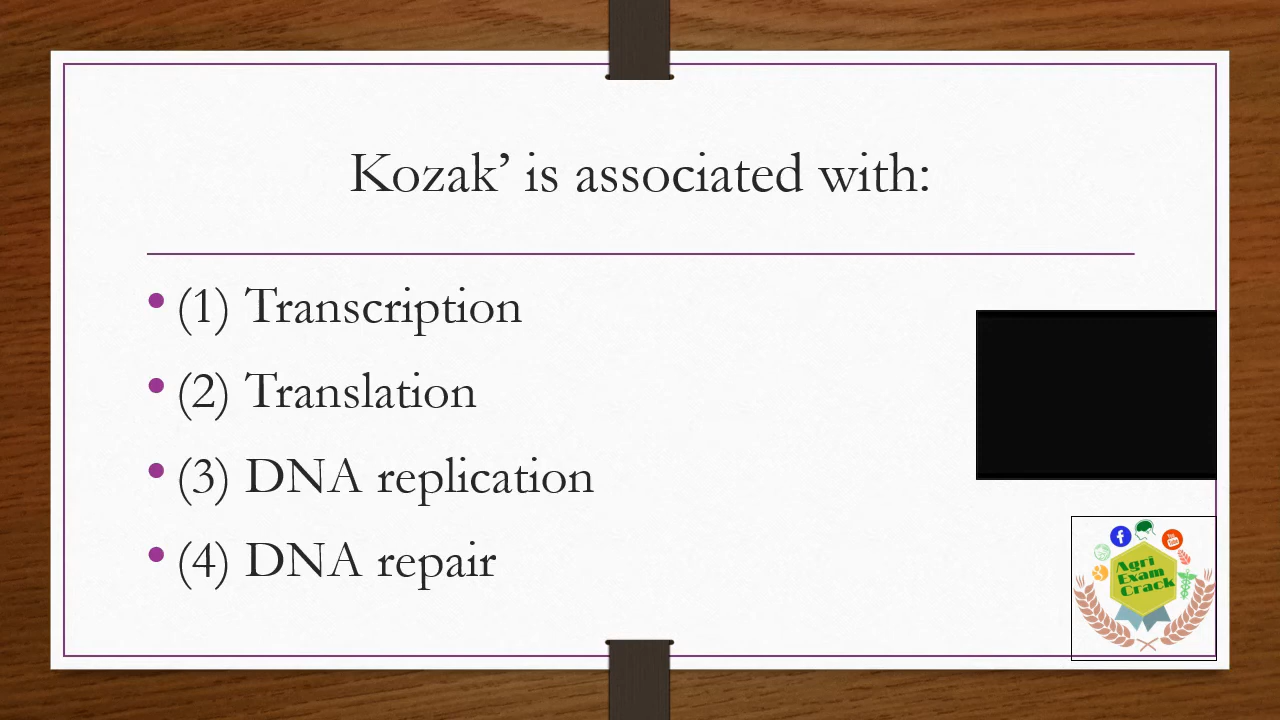 Kozak’ is associated with:
• (1) Transcription
• (2) Translation
• (3) DNA replication
• (4) DNA repair
Agri
Exam
Crack